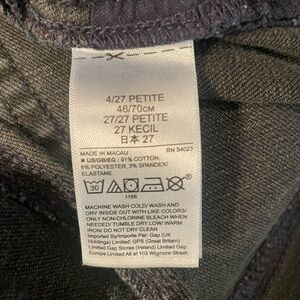 4/27 PETITE
46/70CM
27/27 PETITE
27 KECIL
日本 27
MADE IN MACAU RN 54023
US/GB/EG: 91% COTTON,
6% POLYESTER, 3% SPANDEX/
ELASTANE
30
1166
MACHINE WASH COLD/ WASH AND
DRY INSIDE OUT WITH LIKE COLORS/
ONLY NON-CHLORINE BLEACH WHEN
NEEDED/ TUMBLE DRY LOW/ WARM
IRON/ DO NOT DRY CLEAN
Imported By/Importe Par: Gap (UK
Holdings) Limited: GPS (Great Britain)
Limited Gap Stores (Ireland) Limited Gap
Europe Limited All at 103 Wigmore Street